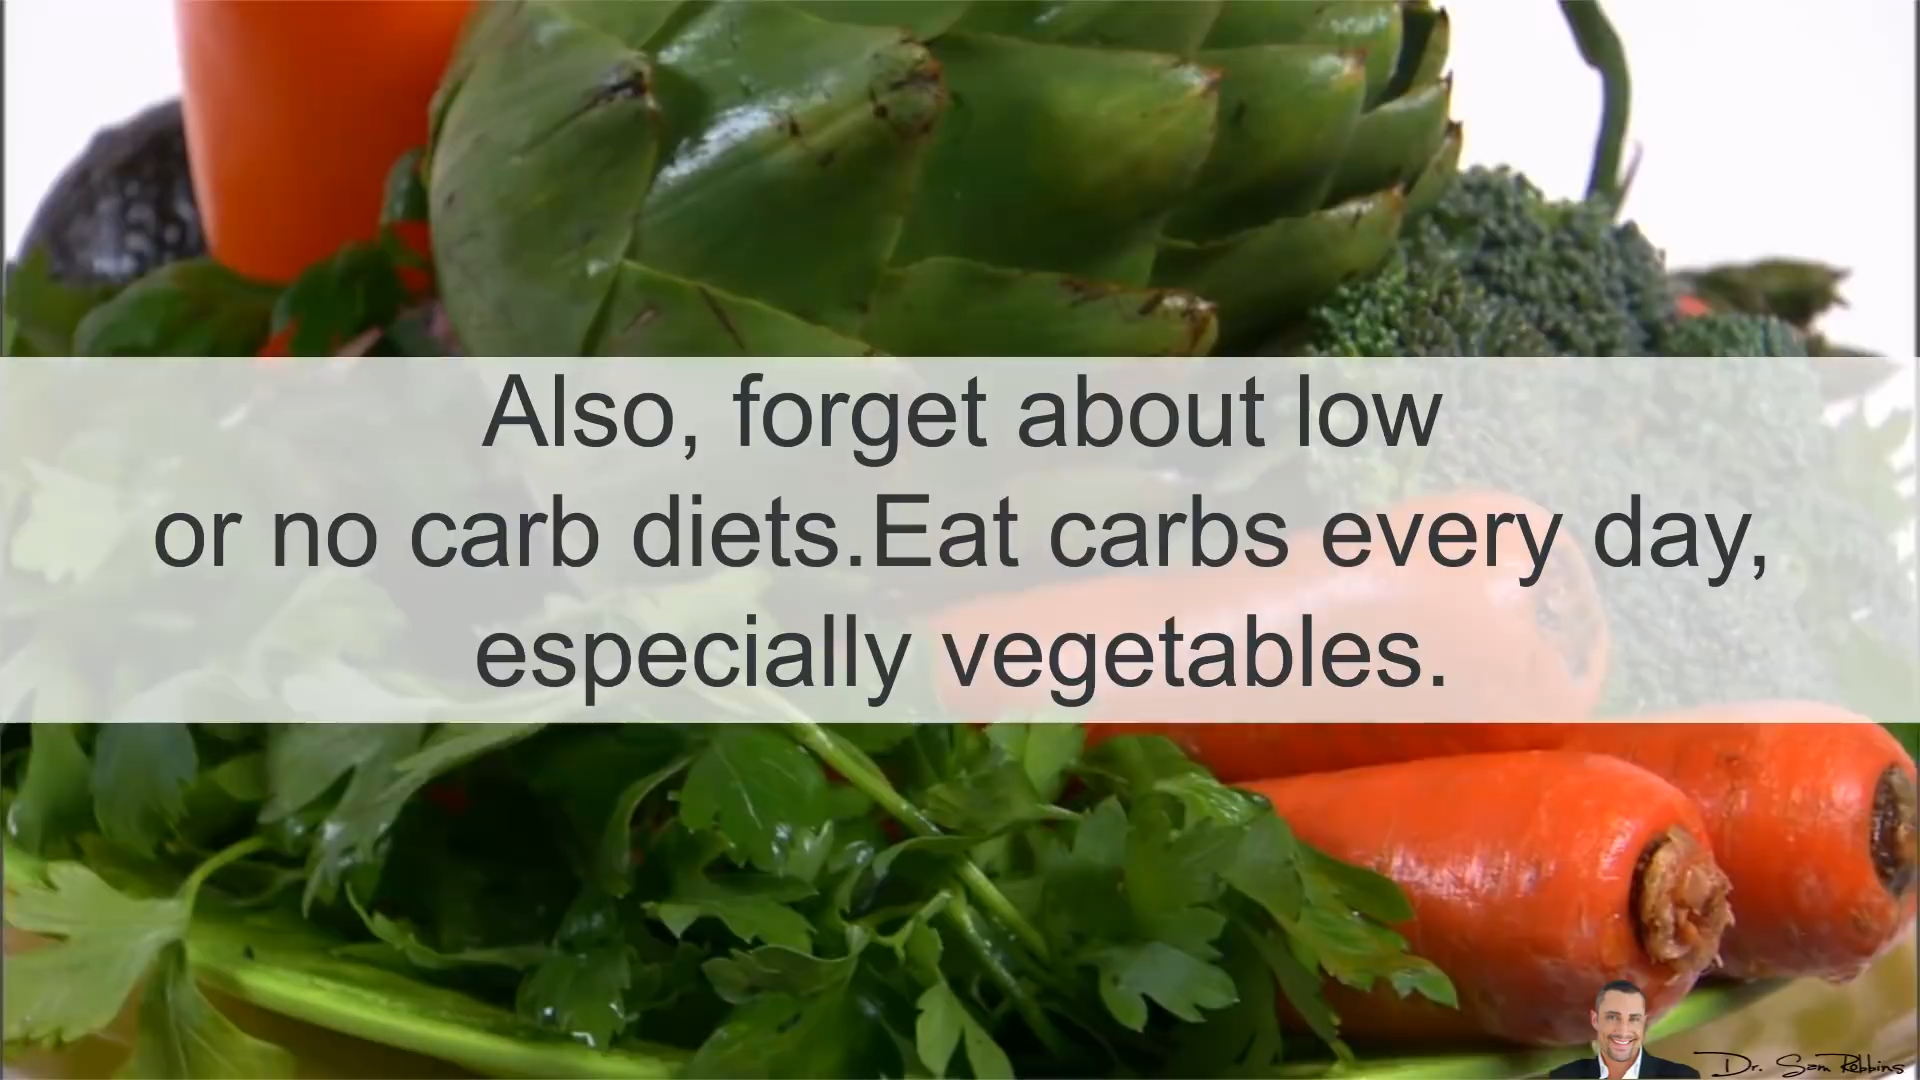 Also, forget about low
or no carb diets.Eat carbs every day,
especially vegetables.
Dr. Sam Robbins